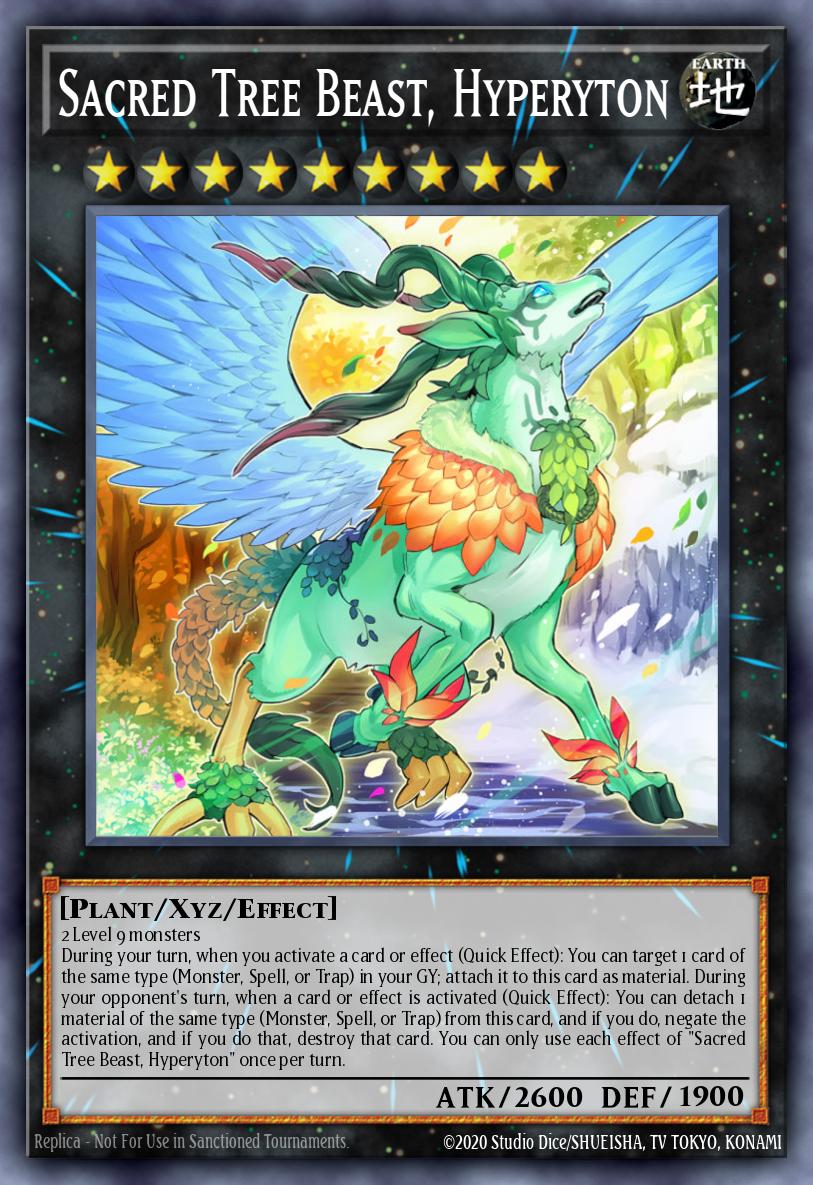 Sacred Tree Beast, Hyperyton
EARTH
地
[Plant/Xyz/Effect]
2 Level 9 monsters
During your turn, when you activate a card or effect (Quick Effect): You can target 1 card of
the same type (Monster, Spell, or Trap) in your GY; attach it to this card as material. During
your opponent's turn, when a card or effect is activated (Quick Effect): You can detach 1
material of the same type (Monster, Spell, or Trap) from this card, and if you do, negate the
activation, and if you do that, destroy that card. You can only use each effect of "Sacred
Tree Beast, Hyperyton" once per turn.
ATK/2600 DEF/1900
Replica - Not For Use in Sanctioned Tournaments.
©2020 Studio Dice/SHUEISHA, TV TOKYO, KONAMI